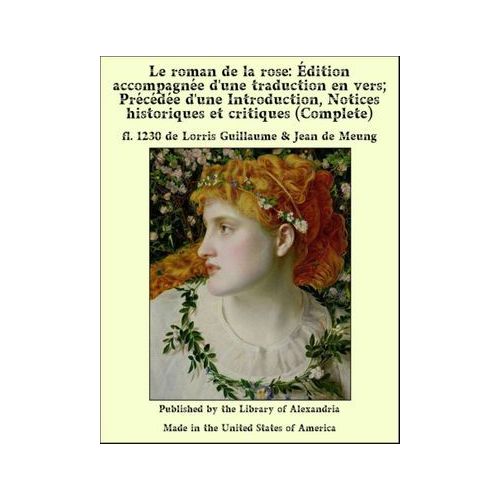 Le roman de la rose: Édition
accompagnée d'une traduction en vers;
Précédée d'une Introduction, Notices
historiques et critiques (Complete)
fl. 1230 de Lorris Guillaume & Jean de Meung
Published by the Library of Alexandria
Made in the United States of America